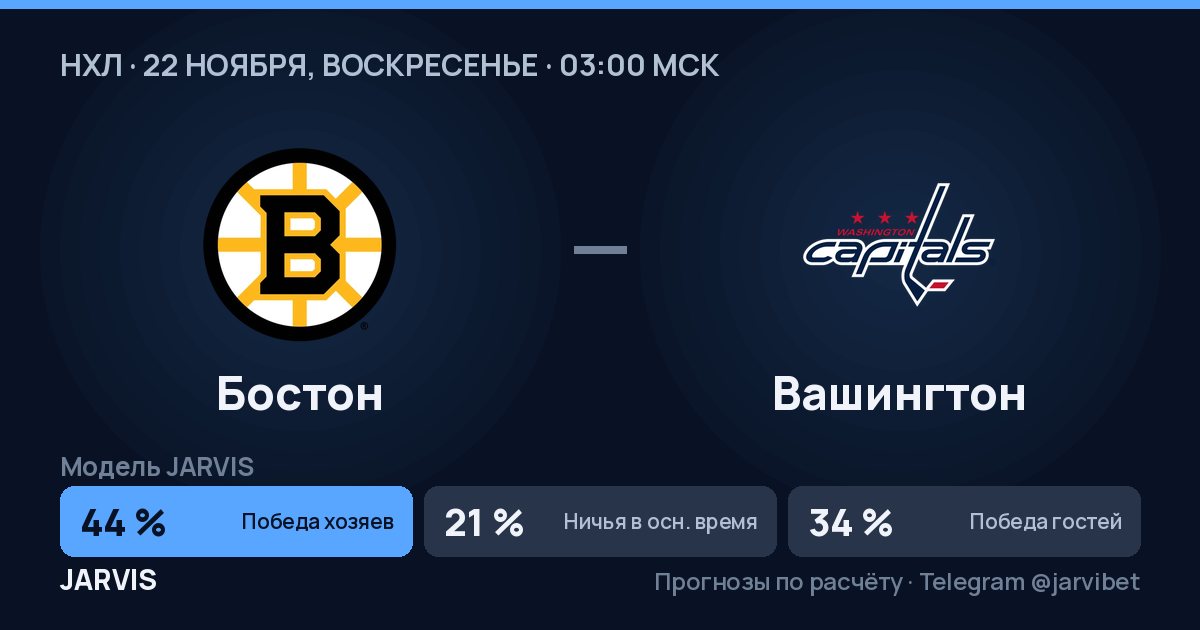 НХЛ · 22 НОЯБРЯ, ВОСКРЕСЕНЬЕ · 03:00 МСК
B
®
WASHINGTON
capitals
Бостон
Вашингтон
Модель JARVIS
44 % Победа хозяев
21 % Ничья в осн. время
34 % Победа гостей
JARVIS
Прогнозы по расчёту · Telegram @jarvibet